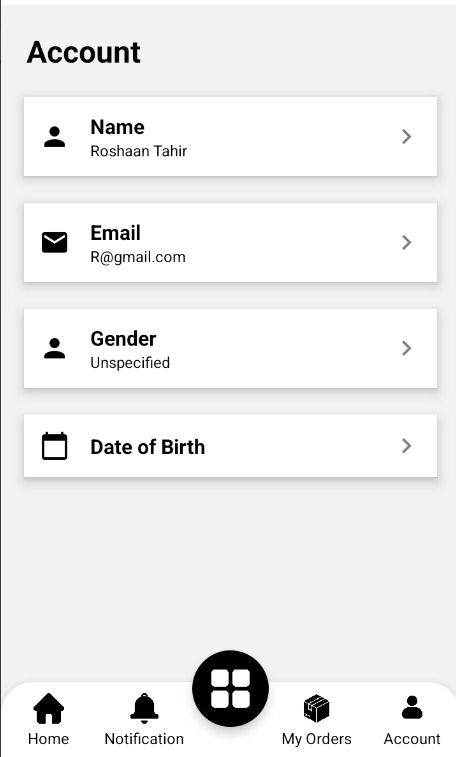 Account
Name
Roshaan Tahir
Email
R@gmail.com
Gender
Unspecified
Date of Birth
Home
Notification
My Orders
Account